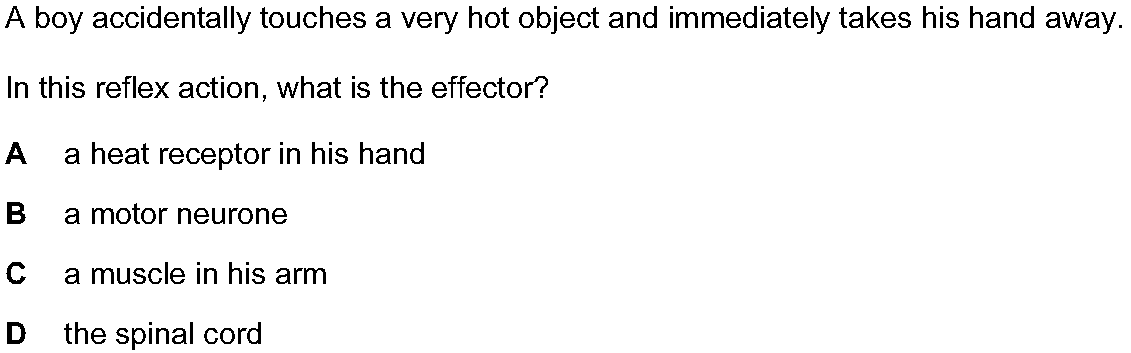 A boy accidentally touches a very hot object and immediately takes his hand away.
In this reflex action, what is the effector?
A a heat receptor in his hand
B a motor neurone
C a muscle in his arm
D the spinal cord